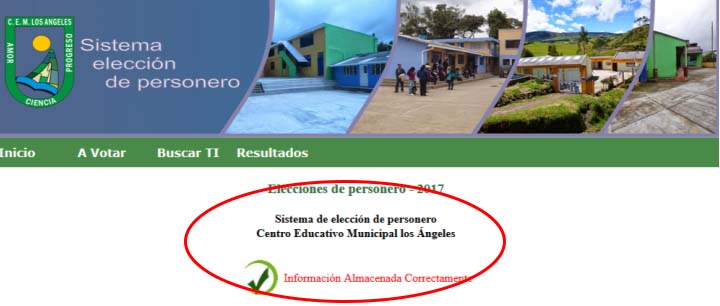 C. E. M. LOS ANGELES
AMOR
PROGRESO
CIENCIA
Sistema
elección
de personero
Inicio A Votar Buscar TI Resultados
Elecciones de personero - 2017
Sistema de elección de personero
Centro Educativo Municipal los Ángeles
Información Almacenada Correctamente